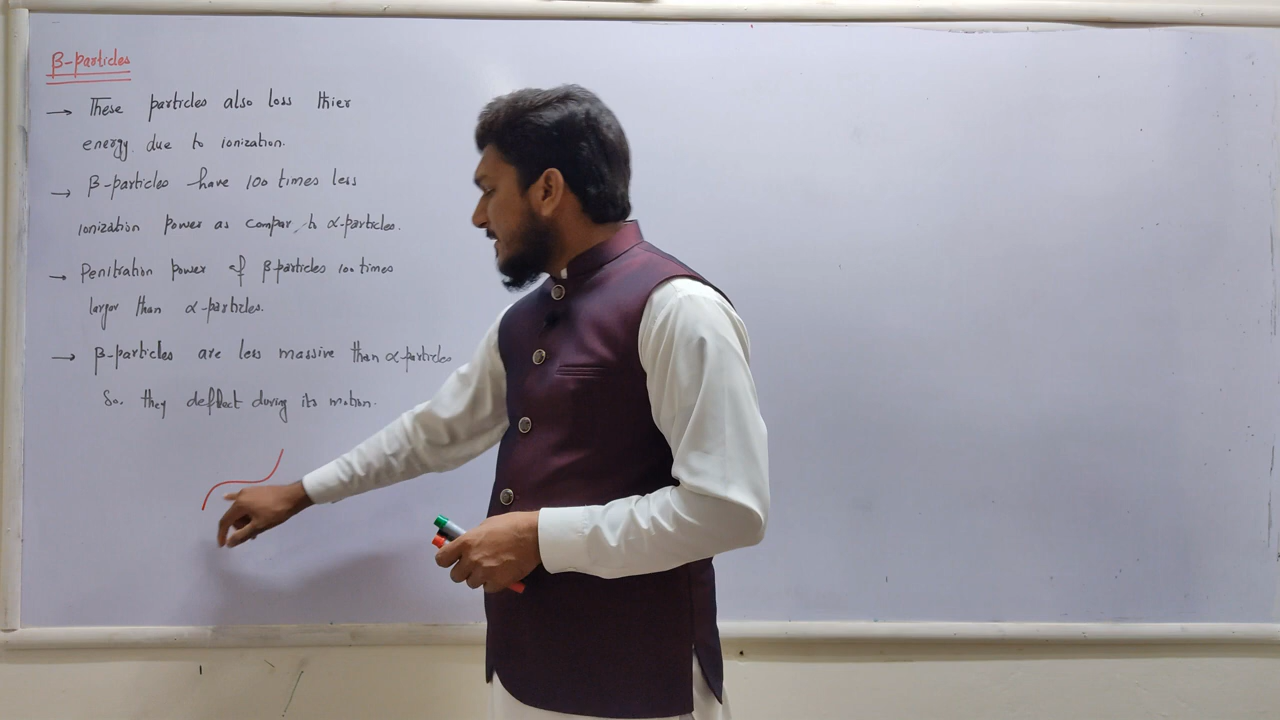 β-particles
→ These particles also loss thier
energy due to ionization.
→ β-particles have 100 times less
ionization power as compar to α-particles.
→ Penitration power of β particles 100 times
larger than α-particles.
→ β-particles are less massive than α-particles
So, they deflect during its motion.